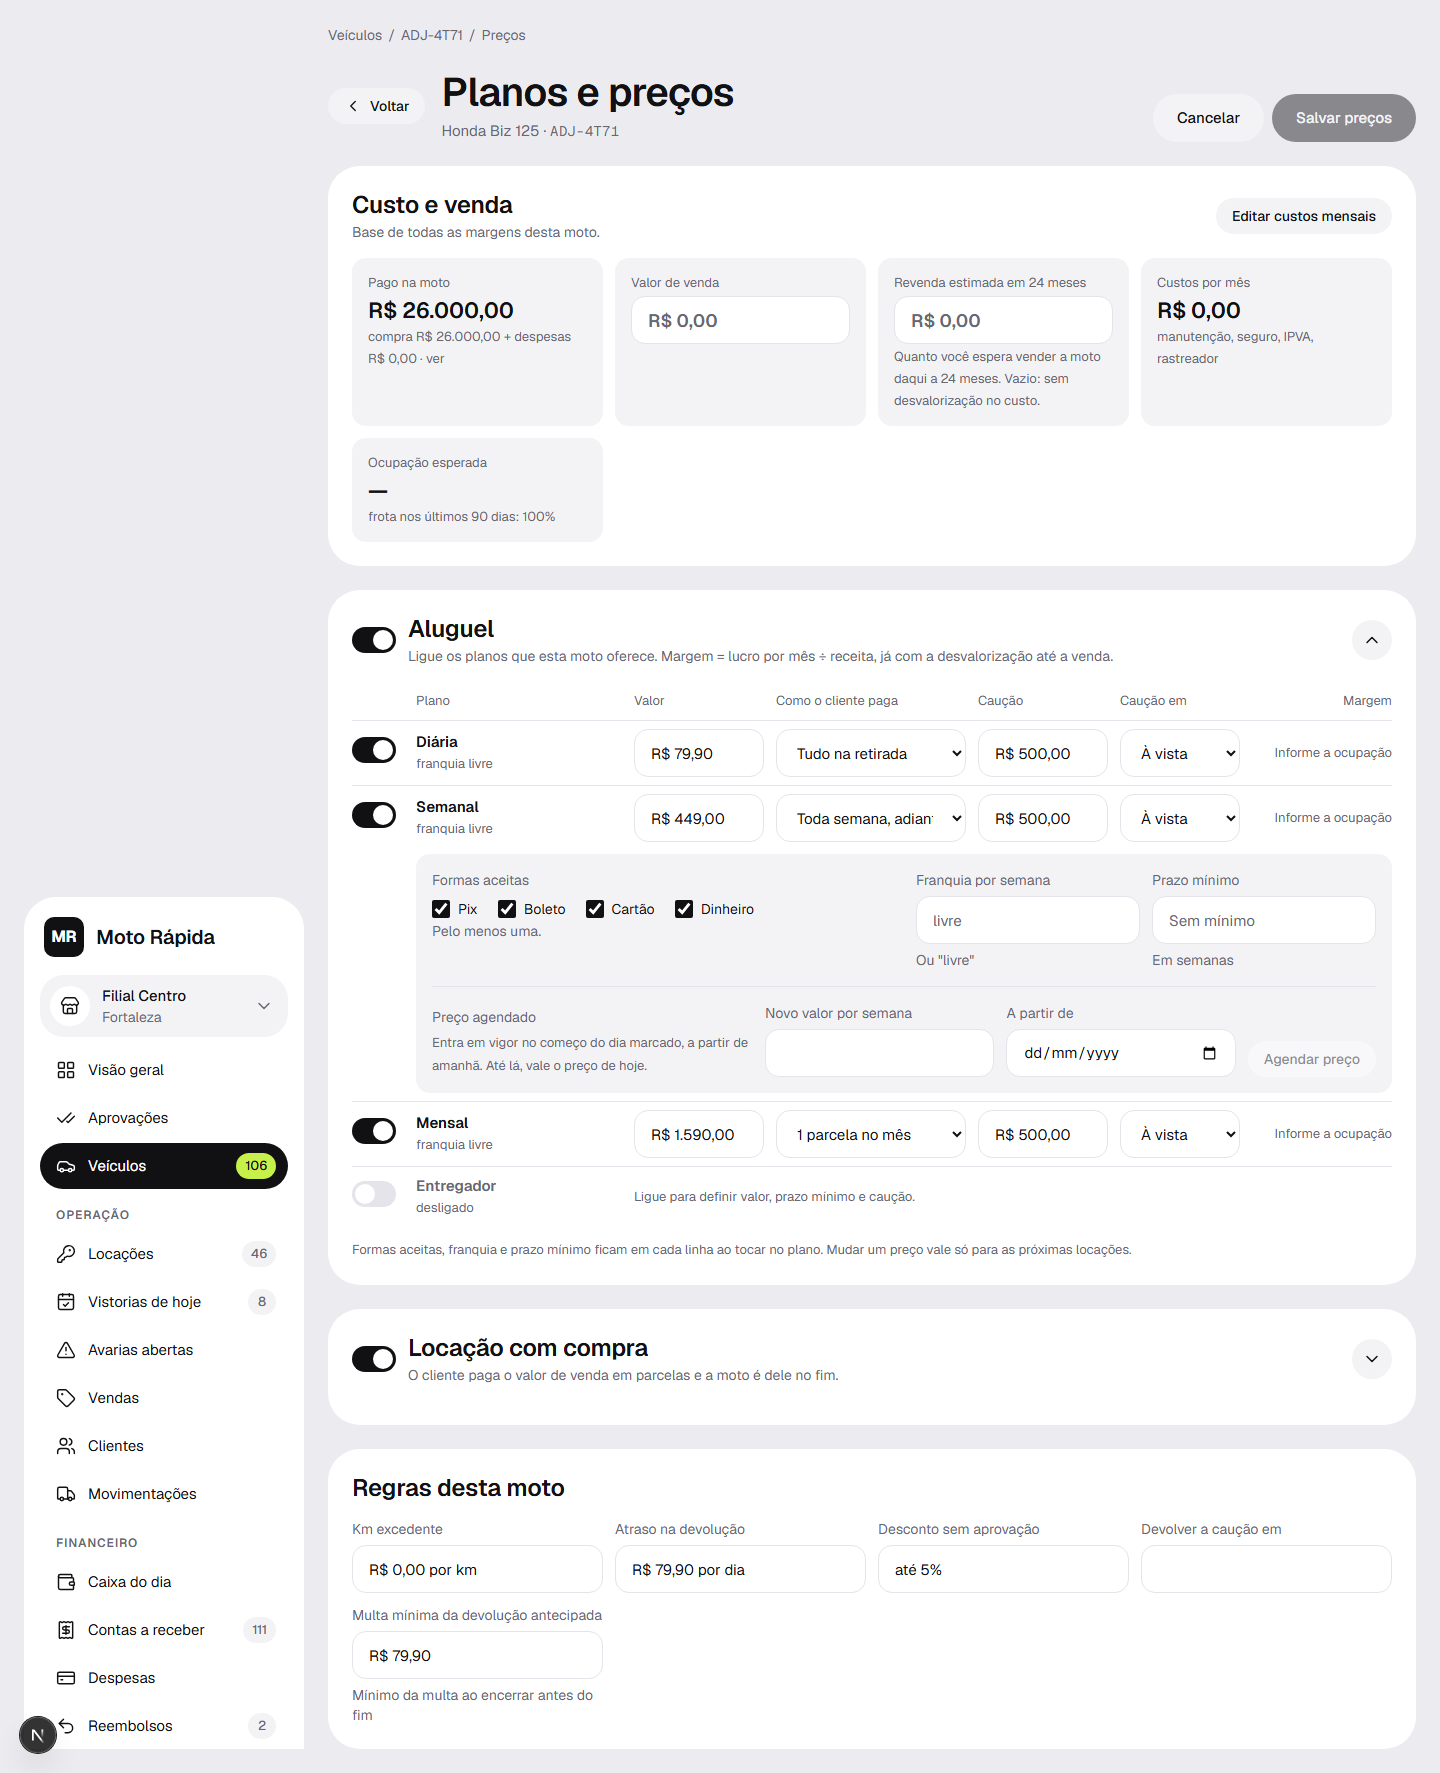 Veículos / ADJ-4T71 / Preços
Voltar
Planos e preços
Honda Biz 125 · ADJ-4T71
Cancelar
Salvar preços
Custo e venda
Base de todas as margens desta moto.
Editar custos mensais
Pago na moto
R$ 26.000,00
compra R$ 26.000,00 + despesas
R$ 0,00 · ver
Valor de venda
R$ 0,00
Revenda estimada em 24 meses
R$ 0,00
Quanto você espera vender a moto
daqui a 24 meses. Vazio: sem
desvalorização no custo.
Custos por mês
R$ 0,00
manutenção, seguro, IPVA,
rastreador
Ocupação esperada
—
frota nos últimos 90 dias: 100%
Aluguel
Ligue os planos que esta moto oferece. Margem = lucro por mês ÷ receita, já com a desvalorização até a venda.
Plano Valor Como o cliente paga Caução Caução em Margem
Diária
franquia livre
R$ 79,90 Tudo na retirada R$ 500,00 À vista Informe a ocupação
Semanal
franquia livre
R$ 449,00 Toda semana, adian R$ 500,00 À vista Informe a ocupação
Formas aceitas
Pix Boleto Cartão Dinheiro
Pelo menos uma.
Franquia por semana
livre
Ou "livre"
Prazo mínimo
Sem mínimo
Em semanas
Preço agendado
Entra em vigor no começo do dia marcado, a partir de
amanhã. Até lá, vale o preço de hoje.
Novo valor por semana
A partir de
dd/mm/yyyy
Agendar preço
Mensal
franquia livre
R$ 1.590,00 1 parcela no mês R$ 500,00 À vista Informe a ocupação
Entregador
desligado
Ligue para definir valor, prazo mínimo e caução.
Formas aceitas, franquia e prazo mínimo ficam em cada linha ao tocar no plano. Mudar um preço vale só para as próximas locações.
Locação com compra
O cliente paga o valor de venda em parcelas e a moto é dele no fim.
Regras desta moto
Km excedente
R$ 0,00 por km
Atraso na devolução
R$ 79,90 por dia
Desconto sem aprovação
até 5%
Devolver a caução em
Multa mínima da devolução antecipada
R$ 79,90
Mínimo da multa ao encerrar antes do
fim
MR Moto Rápida
Filial Centro
Fortaleza
Visão geral
Aprovações
Veículos 106
OPERAÇÃO
Locações 46
Vistorias de hoje 8
Avarias abertas
Vendas
Clientes
Movimentações
FINANCEIRO
Caixa do dia
Contas a receber 111
Despesas
Reembolsos 2
N